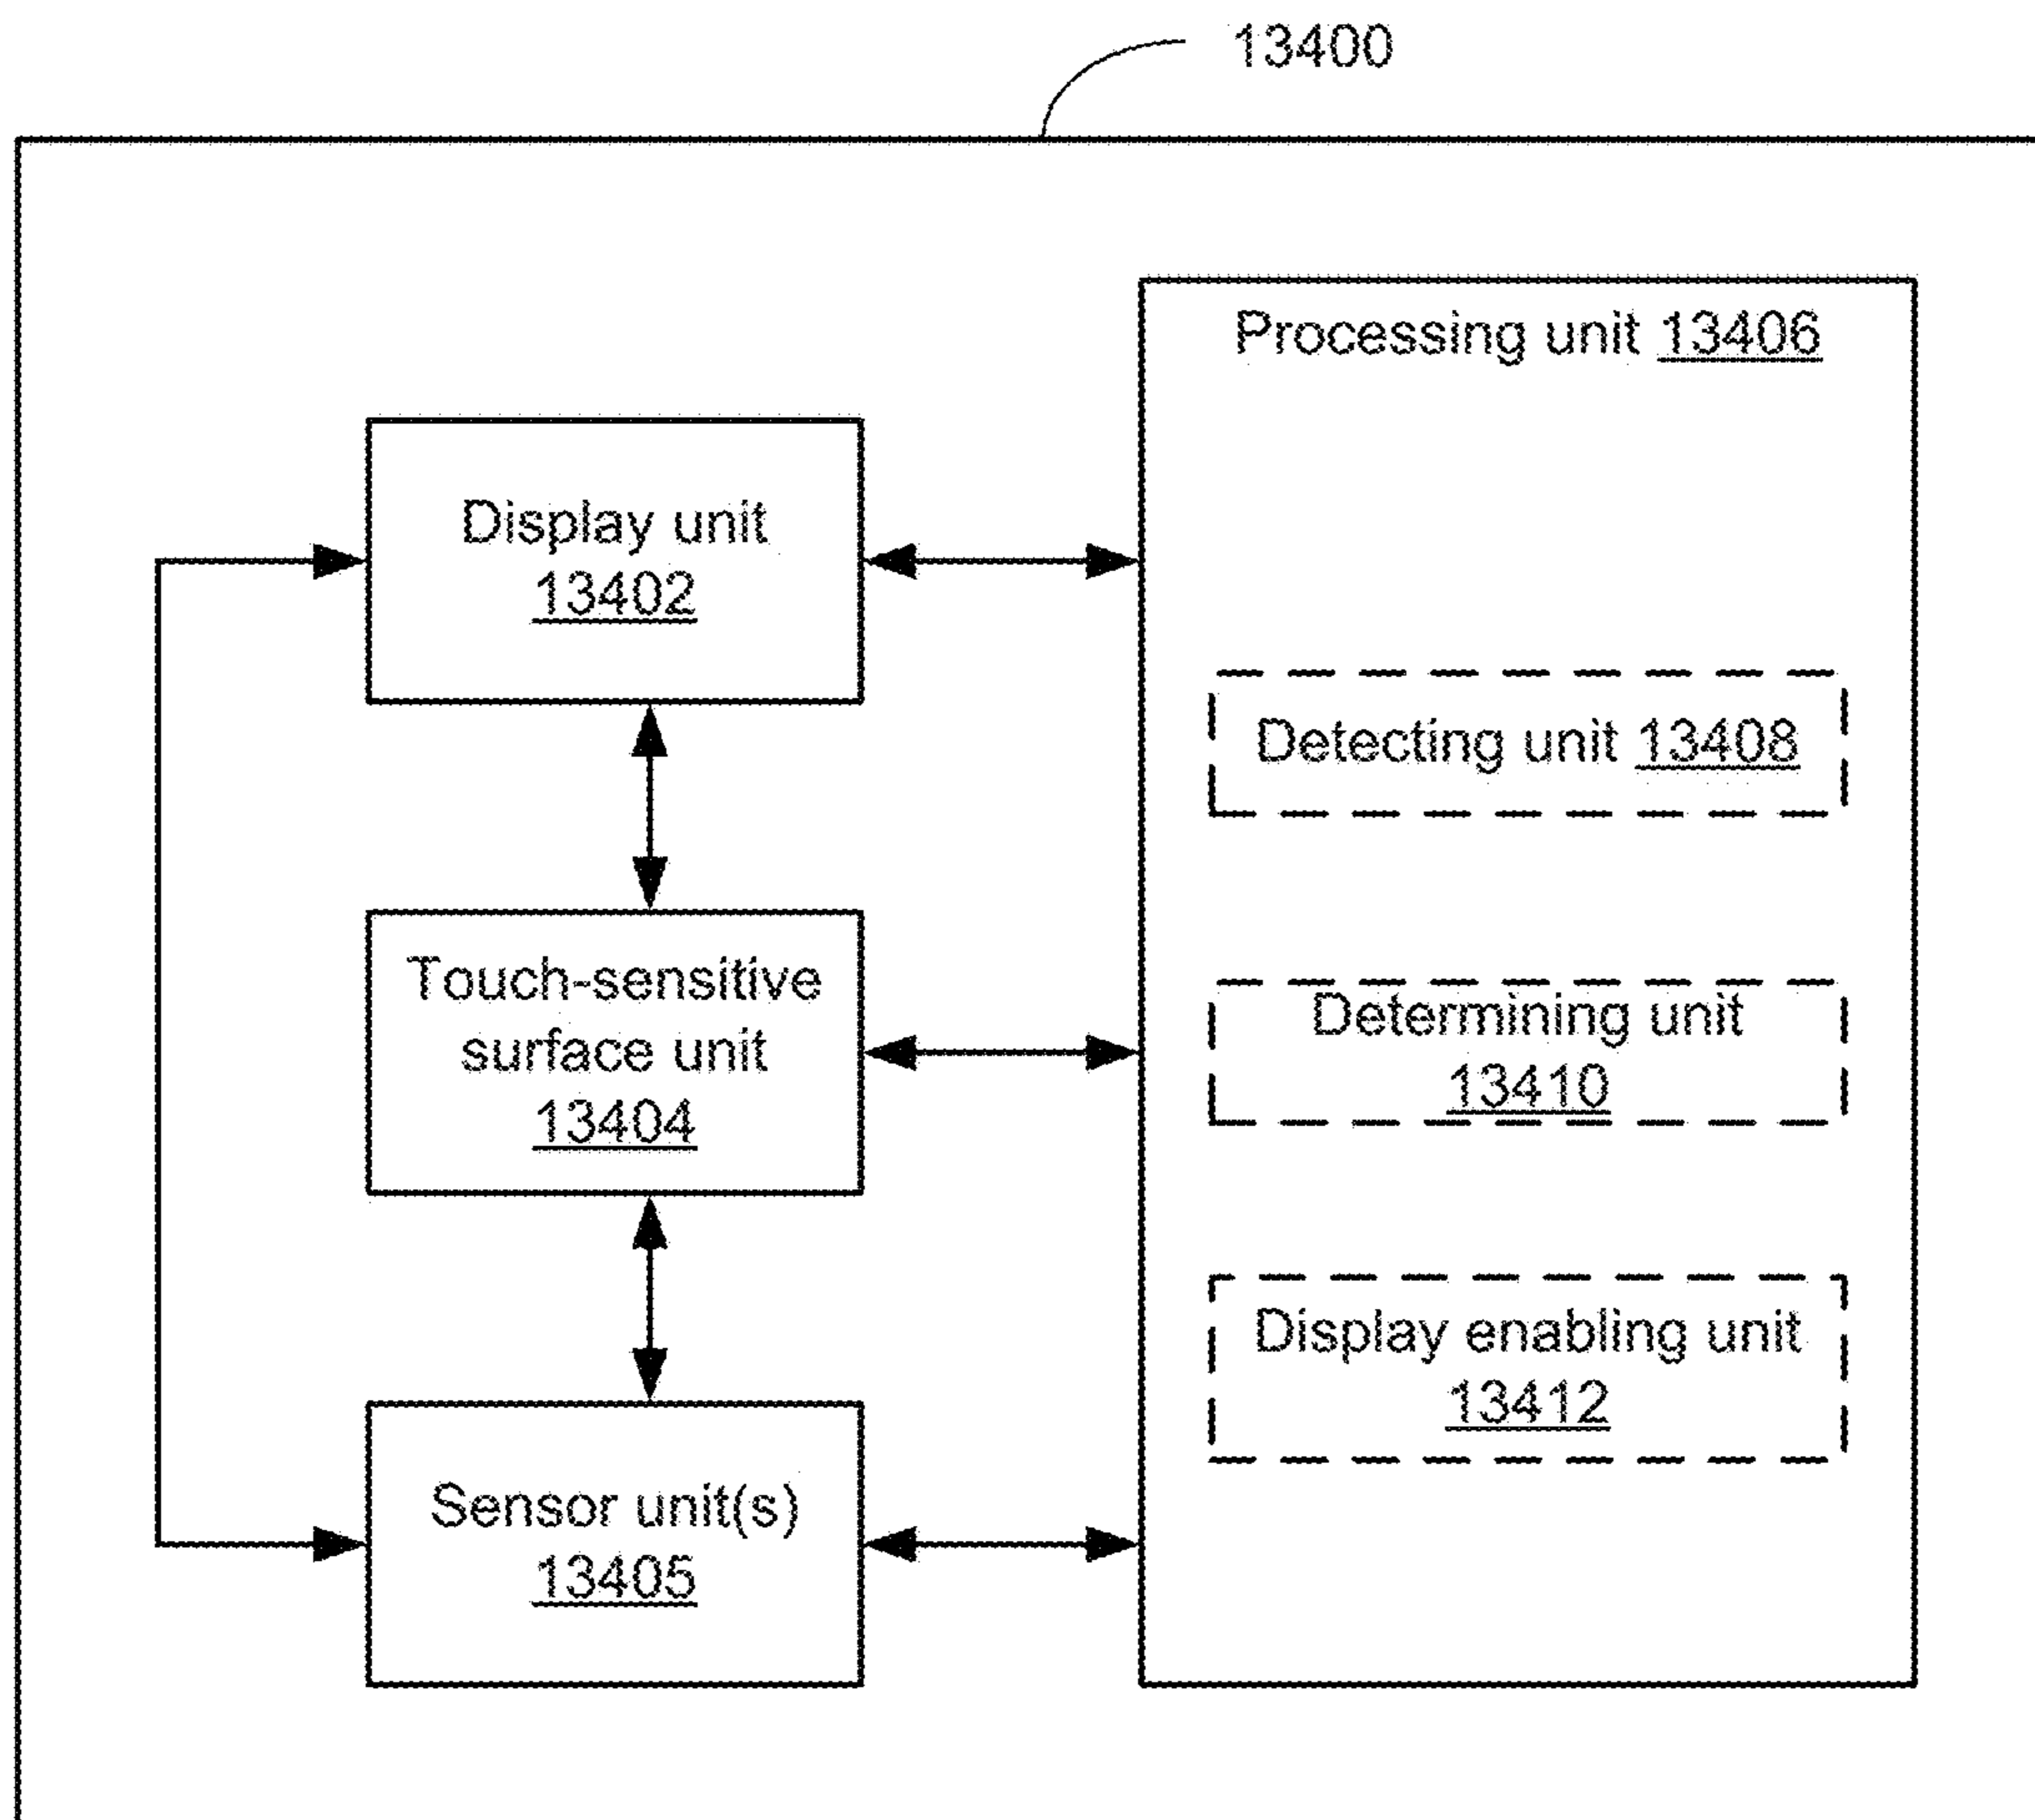 13400
Processing unit 13406
Display unit
13402
Detecting unit 13408
Touch-sensitive
surface unit
13404
Determining unit
13410
Display enabling unit
13412
Sensor unit(s)
13405